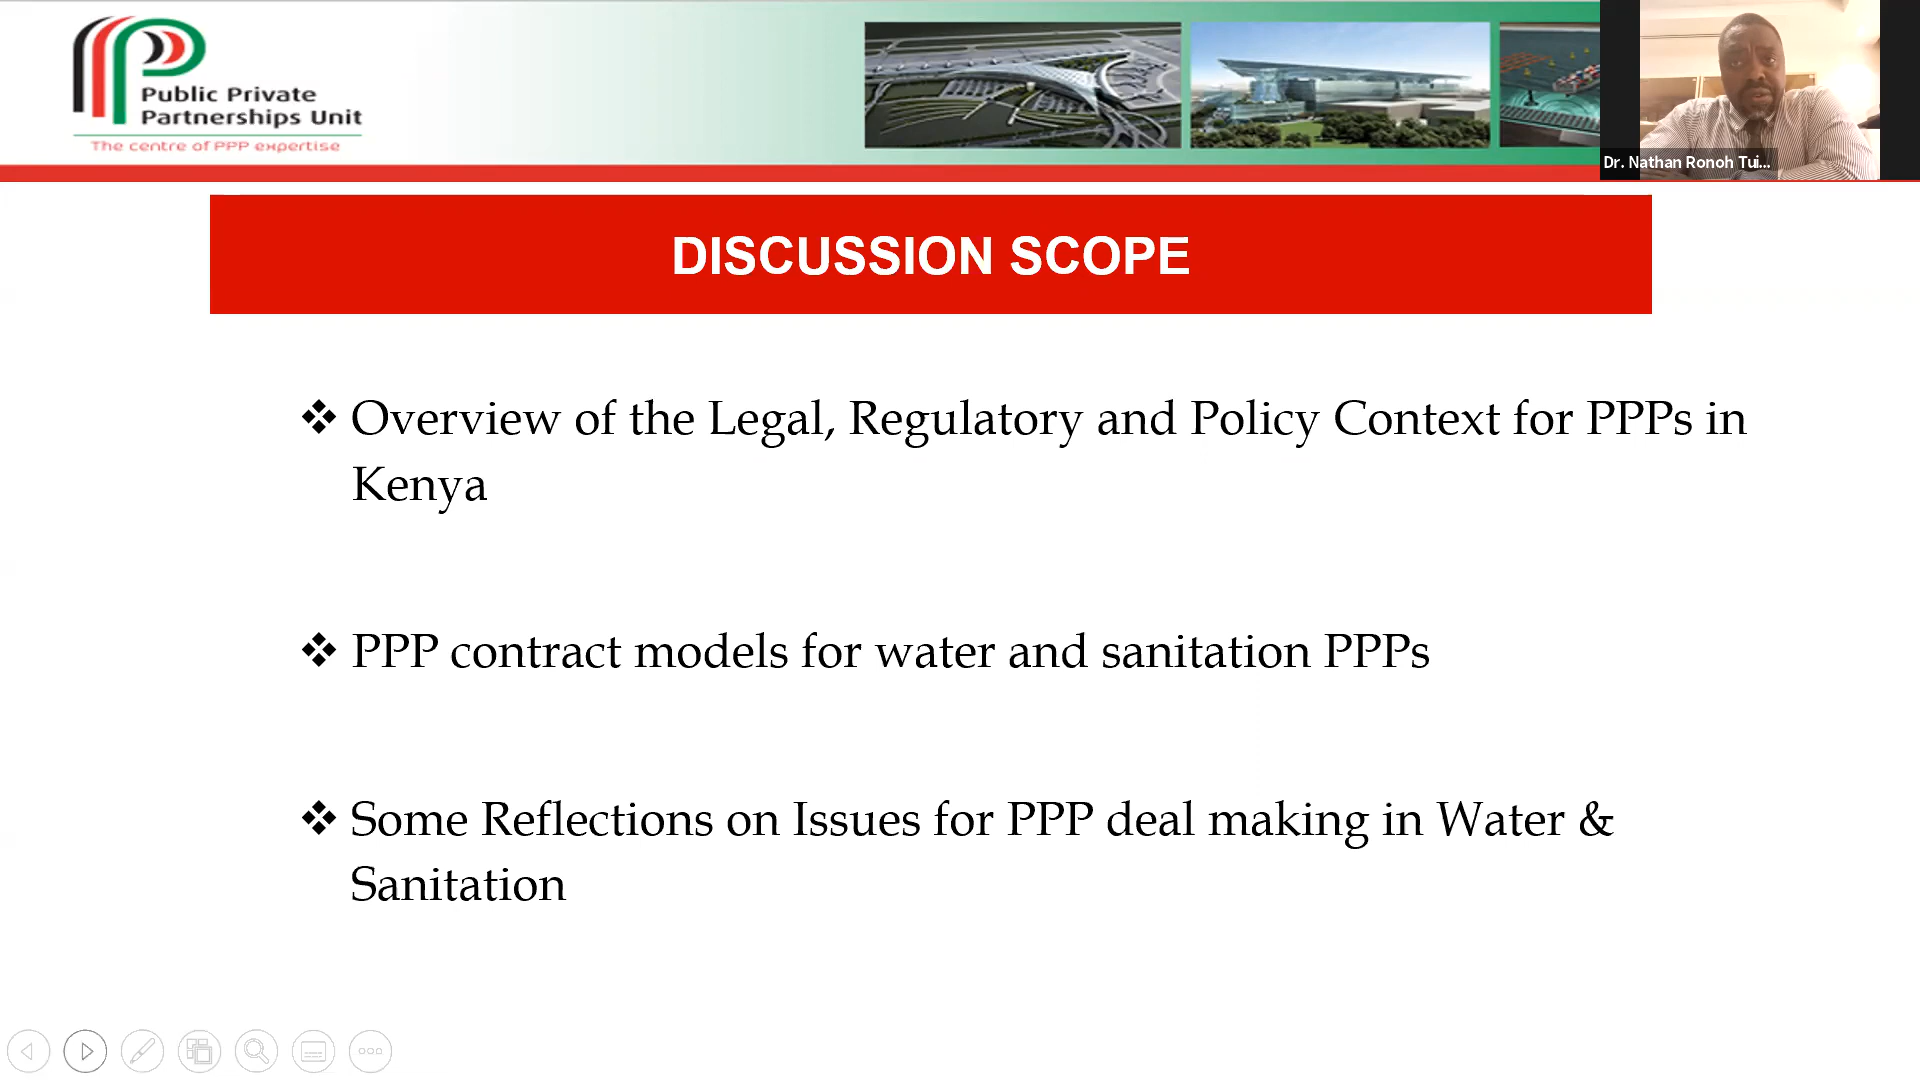 Public Private
Partnerships Unit
The centre of PPP expertise
Dr. Nathan Ronoh Tui...
DISCUSSION SCOPE
❖ Overview of the Legal, Regulatory and Policy Context for PPPs in
Kenya
❖ PPP contract models for water and sanitation PPPs
❖ Some Reflections on Issues for PPP deal making in Water &
Sanitation